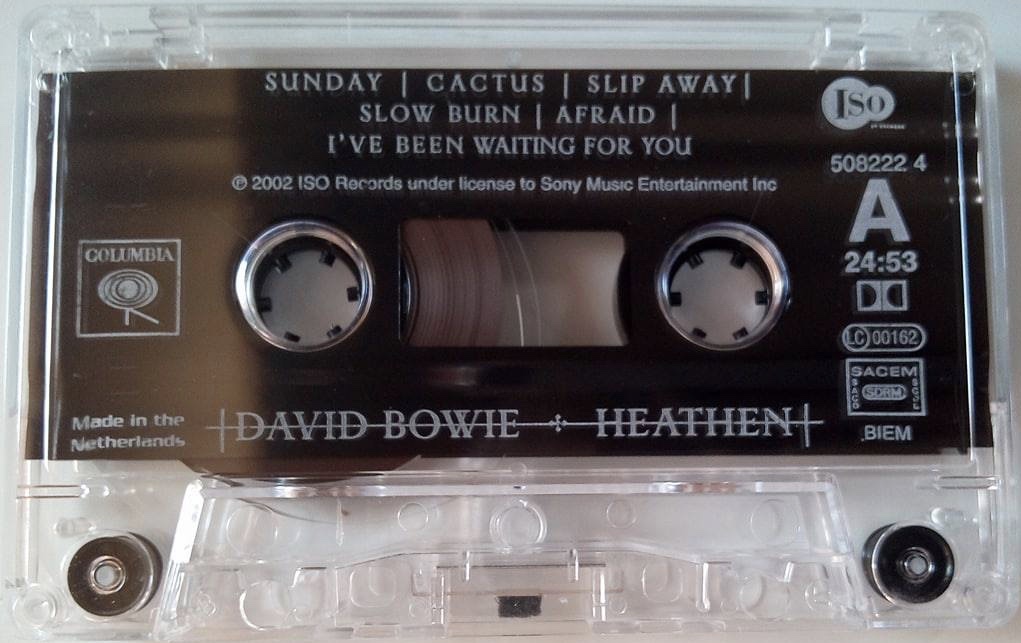 SUNDAY | CACTUS | SLIP AWAY|
SLOW BURN | AFRAID |
I'VE BEEN WAITING FOR YOU
℗ 2002 ISO Records under license to Sony Music Entertainment Inc
ISO
508222 4
A
24:53
LC 00162
SACEM
SACD SDRM SGSL
BIEM
COLUMBIA
Made in the
Netherlands
DAVID BOWIE HEATHEN